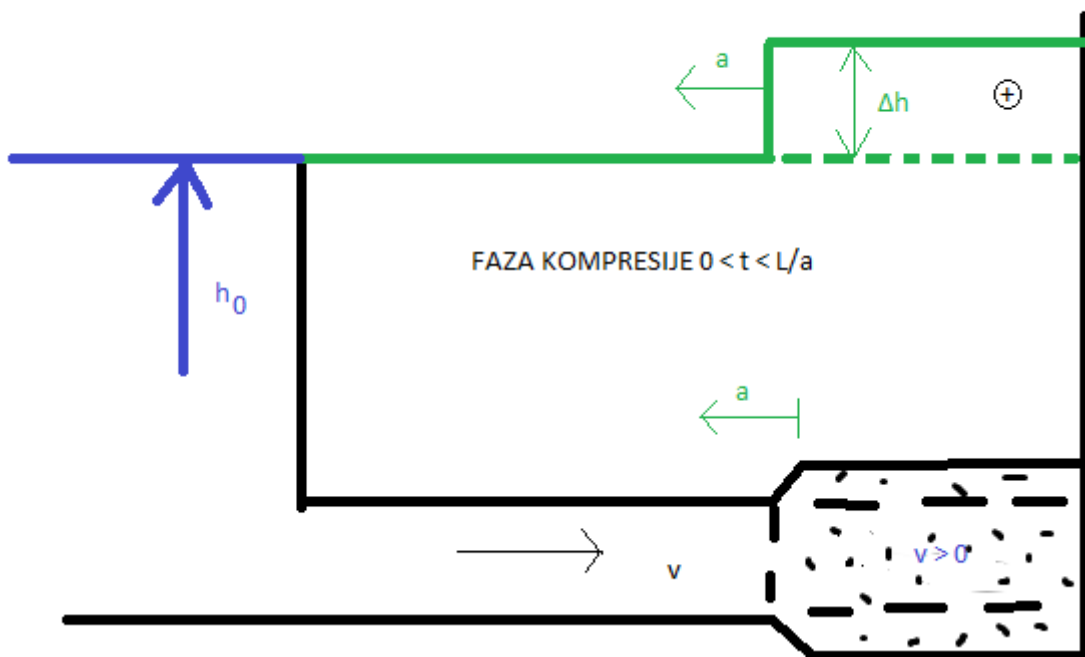 a
Δh
+
FAZA KOMPRESIJE 0 < t < L/a
h₀
a
v > 0
v